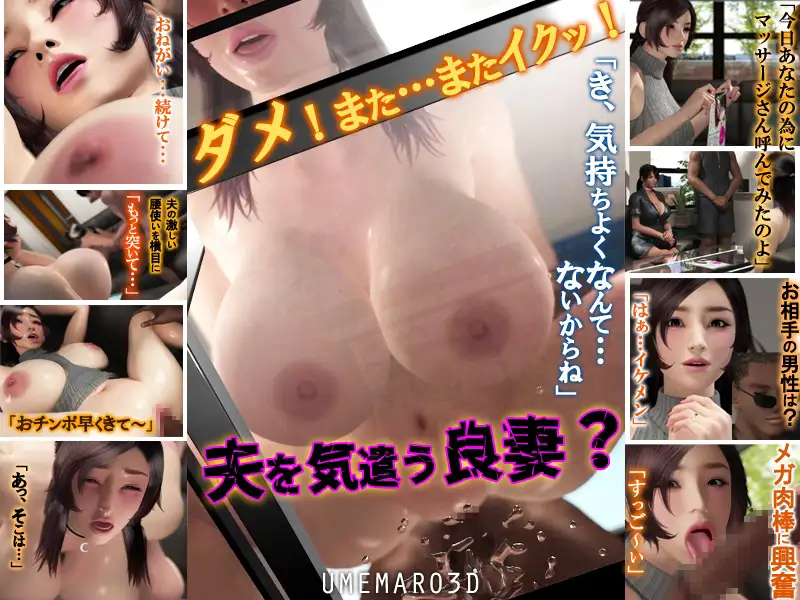 おねがい…続けて…
夫の激しい
腰使いを横目に
「もっと突いて…」
「おチンポ早くきて～」
「あっ、そこは…」
ダメ！また…またイクッ！
「き、気持ちよくなんて…
ないからね」
夫を気遣う良妻？
UMEMARO3D
「今日あなたの為に
マッサージさん呼んでみたのよ」
お相手の男性は？
「はぁ…イケメン」
メガ肉棒に興奮
「すっご～い」